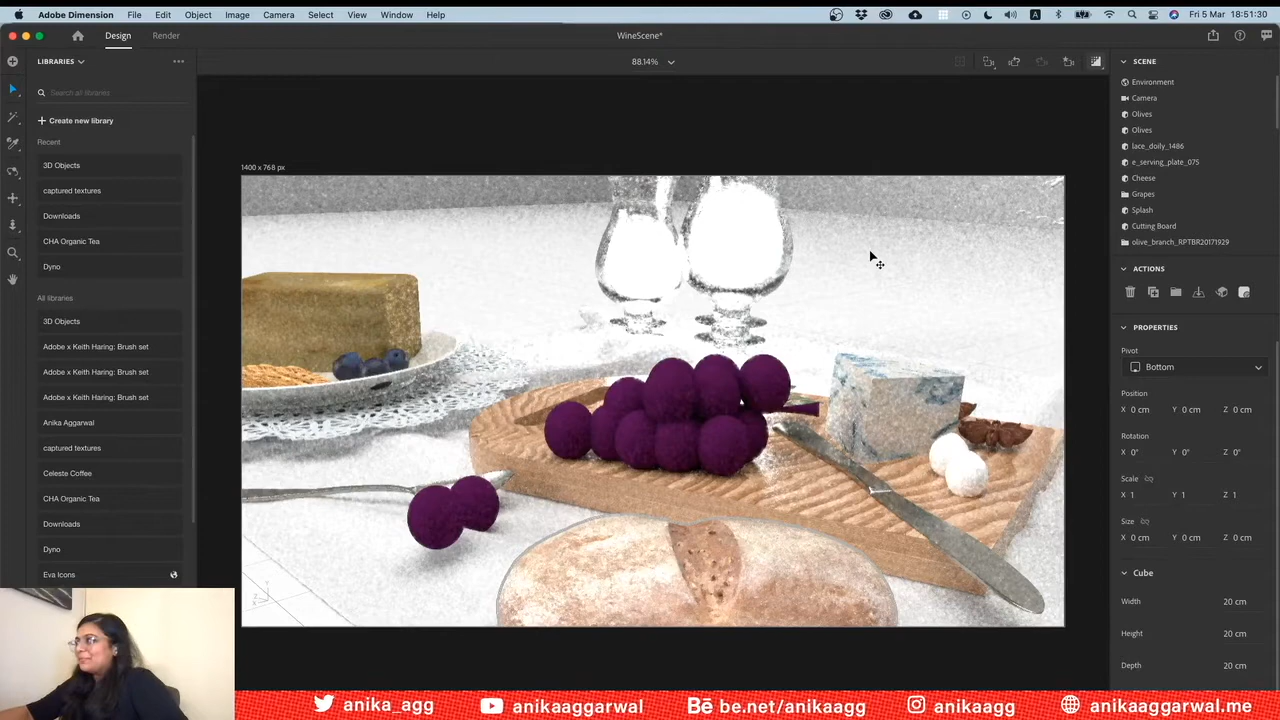 Adobe Dimension File Edit Object Image Camera Select View Window Help
A
Fri 5 Mar 18:51:30
Design Render
WineScene*
LIBRARIES
88.14%
Search all libraries
Create new library
Recent
3D Objects
captured textures
Downloads
CHA Organic Tea
Dyno
All libraries
3D Objects
Adobe x Keith Haring: Brush set
Adobe x Keith Haring: Brush set
Adobe x Keith Haring: Brush set
Anika Aggarwal
captured textures
Celeste Coffee
CHA Organic Tea
Downloads
Dyno
Eva Icons
1400 x 768 px
SCENE
Environment
Camera
Olives
Olives
lace_doily_1486
e_serving_plate_075
Cheese
Grapes
Splash
Cutting Board
olive_branch_RPTBR20171929
ACTIONS
PROPERTIES
Pivot
Bottom
Position
X 0 cm Y 0 cm Z 0 cm
Rotation
X 0° Y 0° Z 0°
Scale
X 1 Y 1 Z 1
Size
X 0 cm Y 0 cm Z 0 cm
Cube
Width 20 cm
Height 20 cm
Depth 20 cm
anika_agg anikaaggarwal Bē be.net/anikaagg anikaagg anikaaggarwal.me